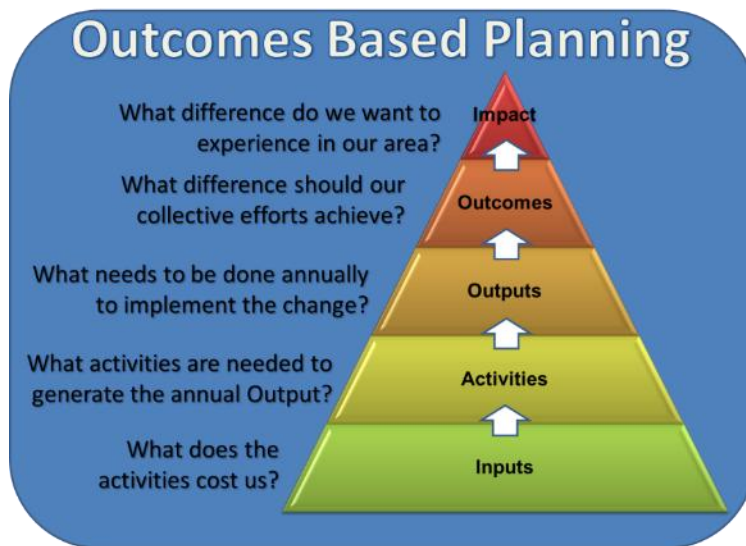 Outcomes Based Planning
What difference do we want to
experience in our area?
Impact
What difference should our
collective efforts achieve?
Outcomes
What needs to be done annually
to implement the change?
Outputs
What activities are needed to
generate the annual Output?
Activities
What does the
activities cost us?
Inputs